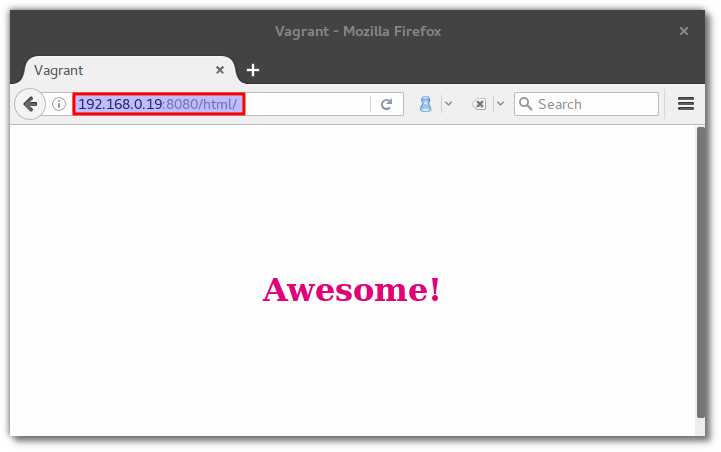 Vagrant - Mozilla Firefox
Vagrant
192.168.0.19:8080/html/
Search
Awesome!